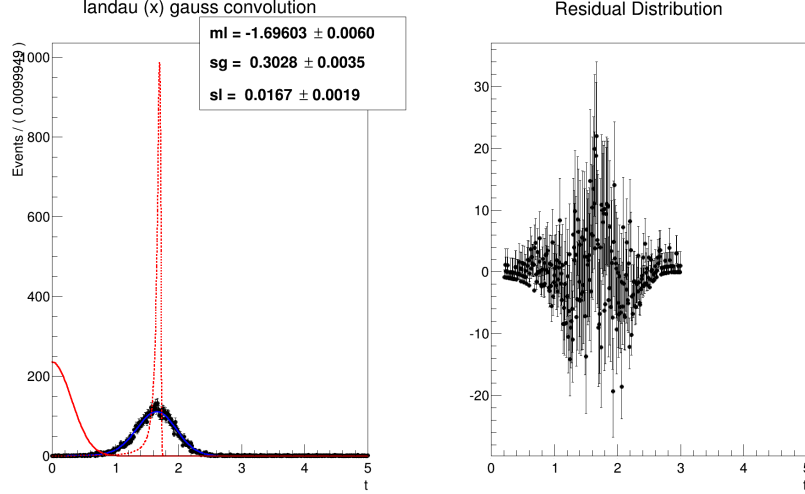 landau (x) gauss convolution
ml = -1.69603 ± 0.0060
sg = 0.3028 ± 0.0035
sl = 0.0167 ± 0.0019
Events / ( 0.0099949 )
1000
800
600
400
200
0
0 1 2 3 4 5
t
Residual Distribution
30
20
10
0
-10
-20
0 1 2 3 4 5
t